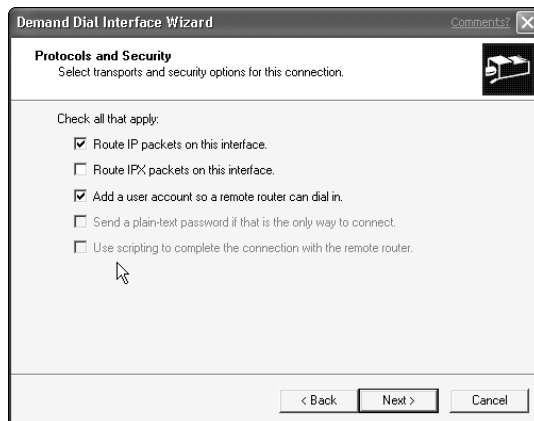 Demand Dial Interface Wizard
Comments?
Protocols and Security
Select transports and security options for this connection.
Check all that apply:
Route IP packets on this interface.
Route IPX packets on this interface.
Add a user account so a remote router can dial in.
Send a plain-text password if that is the only way to connect.
Use scripting to complete the connection with the remote router.
< Back
Next >
Cancel